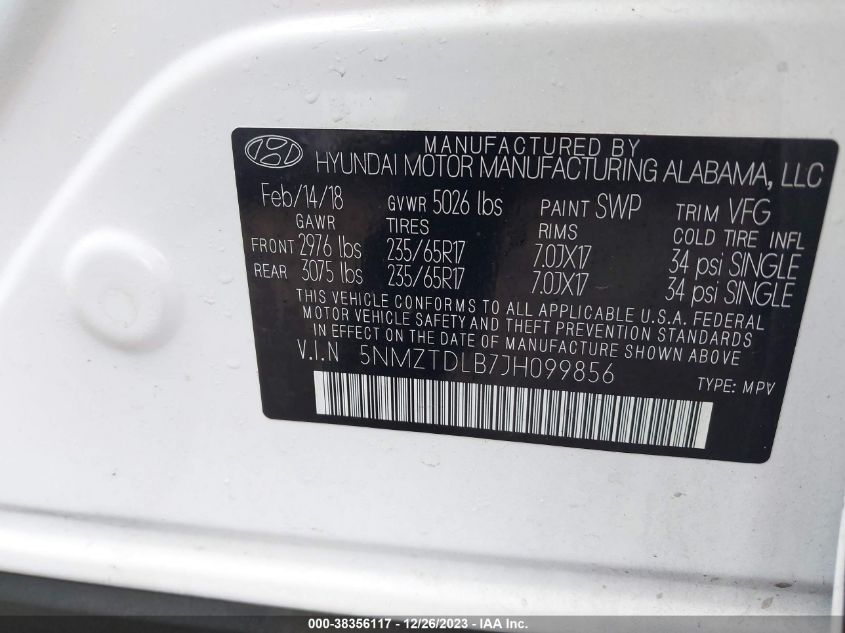 MANUFACTURED BY
HYUNDAI MOTOR MANUFACTURING ALABAMA, LLC
Feb/14/18 GVWR 5026 lbs PAINT SWP TRIM VFG
GAWR TIRES RIMS COLD TIRE INFL
FRONT 2976 lbs 235/65R17 7.0JX17 34 psi SINGLE
REAR 3075 lbs 235/65R17 7.0JX17 34 psi SINGLE
THIS VEHICLE CONFORMS TO ALL APPLICABLE U.S.A. FEDERAL
MOTOR VEHICLE SAFETY AND THEFT PREVENTION STANDARDS
IN EFFECT ON THE DATE OF MANUFACTURE SHOWN ABOVE
V.I.N 5NMZTDLB7JH099856
TYPE: MPV
000-38356117 - 12/26/2023 - IAA Inc.